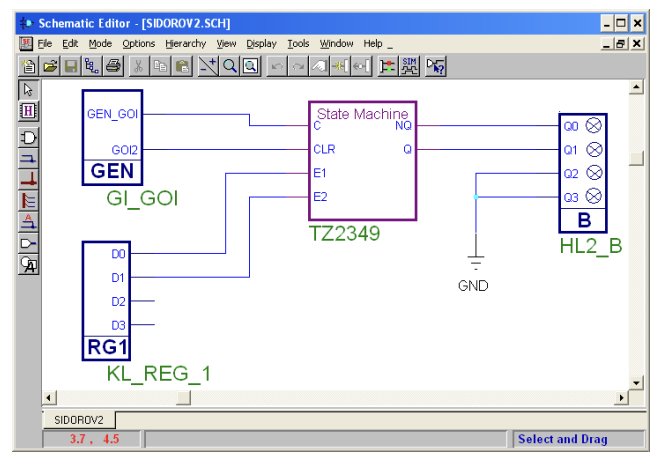 Schematic Editor - [SIDOROV2.SCH]
File Edit Mode Options Hierarchy View Display Tools Window Help _
SIM
H
A
A
GEN_GOI
GOI2
GEN
GI_GOI
State Machine
C NQ
CLR Q
E1
E2
TZ2349
Q0
Q1
Q2
Q3
B
HL2_B
GND
D0
D1
D2
D3
RG1
KL_REG_1
SIDOROV2
3.7 , 4.5
Select and Drag